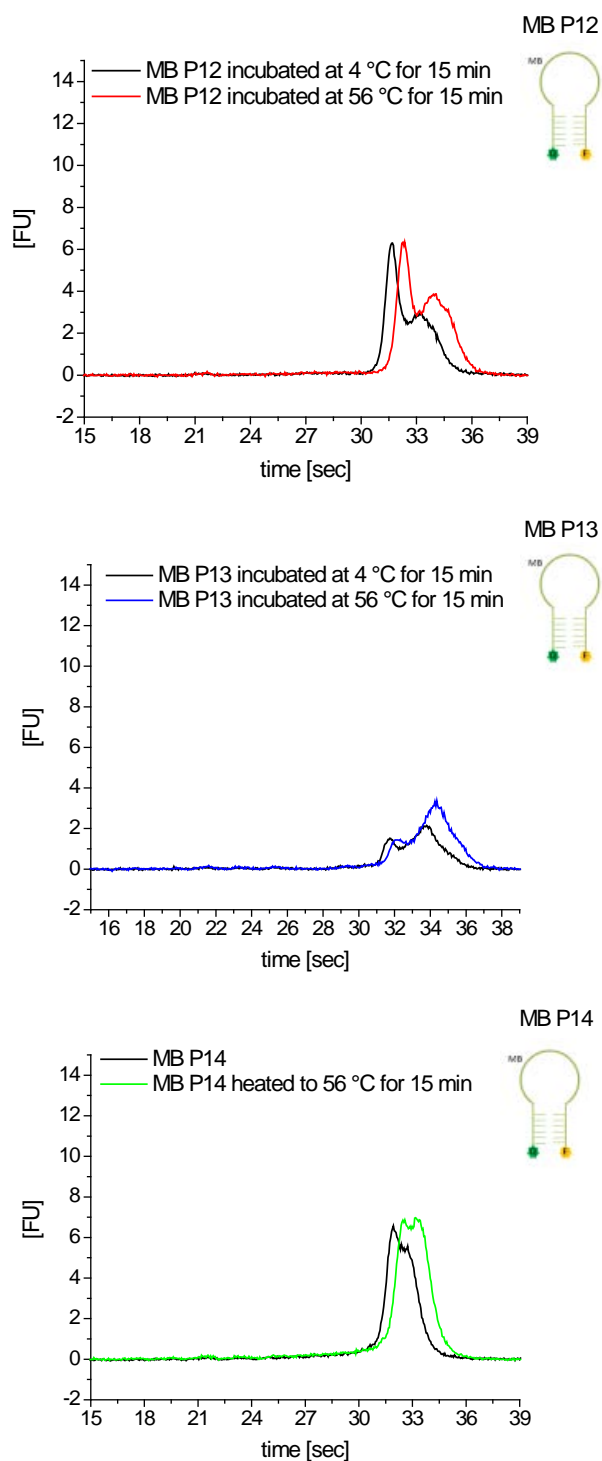 MB P12
MB P12 incubated at 4 °C for 15 min
MB P12 incubated at 56 °C for 15 min
MB
F
14
12
10
8
6
4
2
0
-2
[FU]
15 18 21 24 27 30 33 36 39
time [sec]
MB P13
MB P13 incubated at 4 °C for 15 min
MB P13 incubated at 56 °C for 15 min
MB
F
14
12
10
8
6
4
2
0
-2
[FU]
16 18 20 22 24 26 28 30 32 34 36 38
time [sec]
MB P14
MB P14
MB P14 heated to 56 °C for 15 min
MB
F
14
12
10
8
6
4
2
0
-2
[FU]
15 18 21 24 27 30 33 36 39
time [sec]